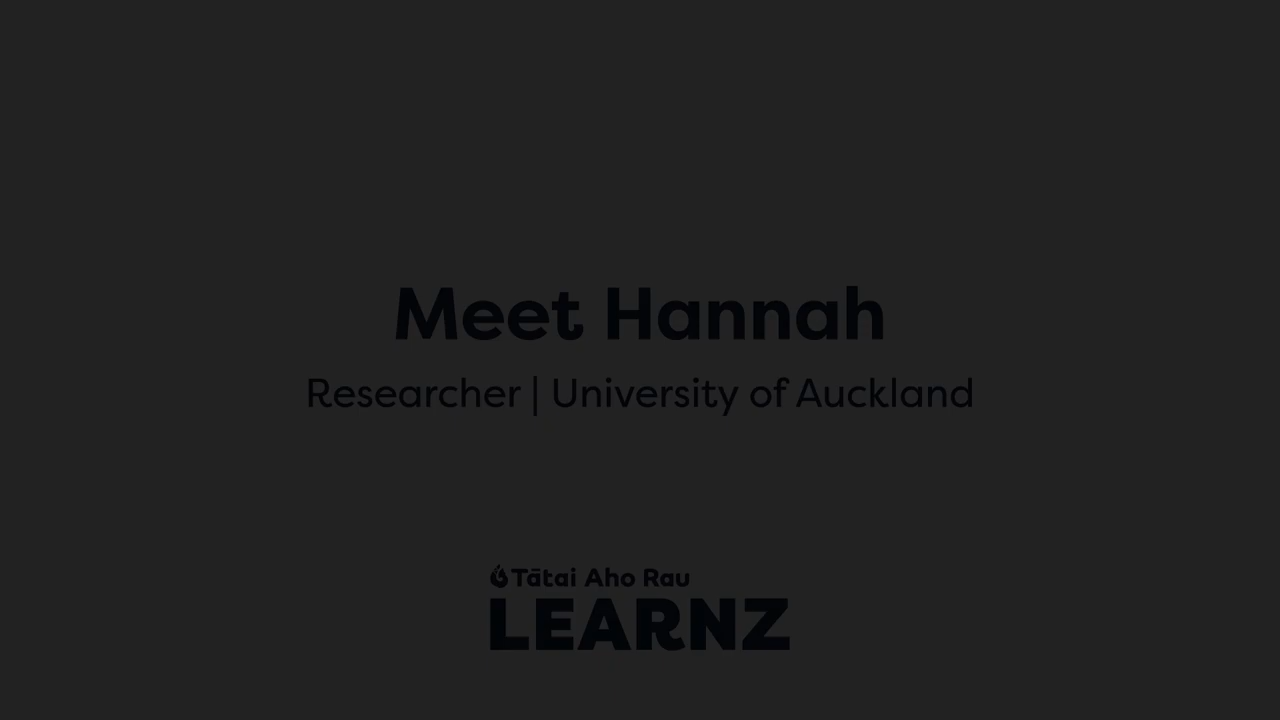 Meet Hannah
Researcher | University of Auckland
Tātai Aho Rau
LEARNZ